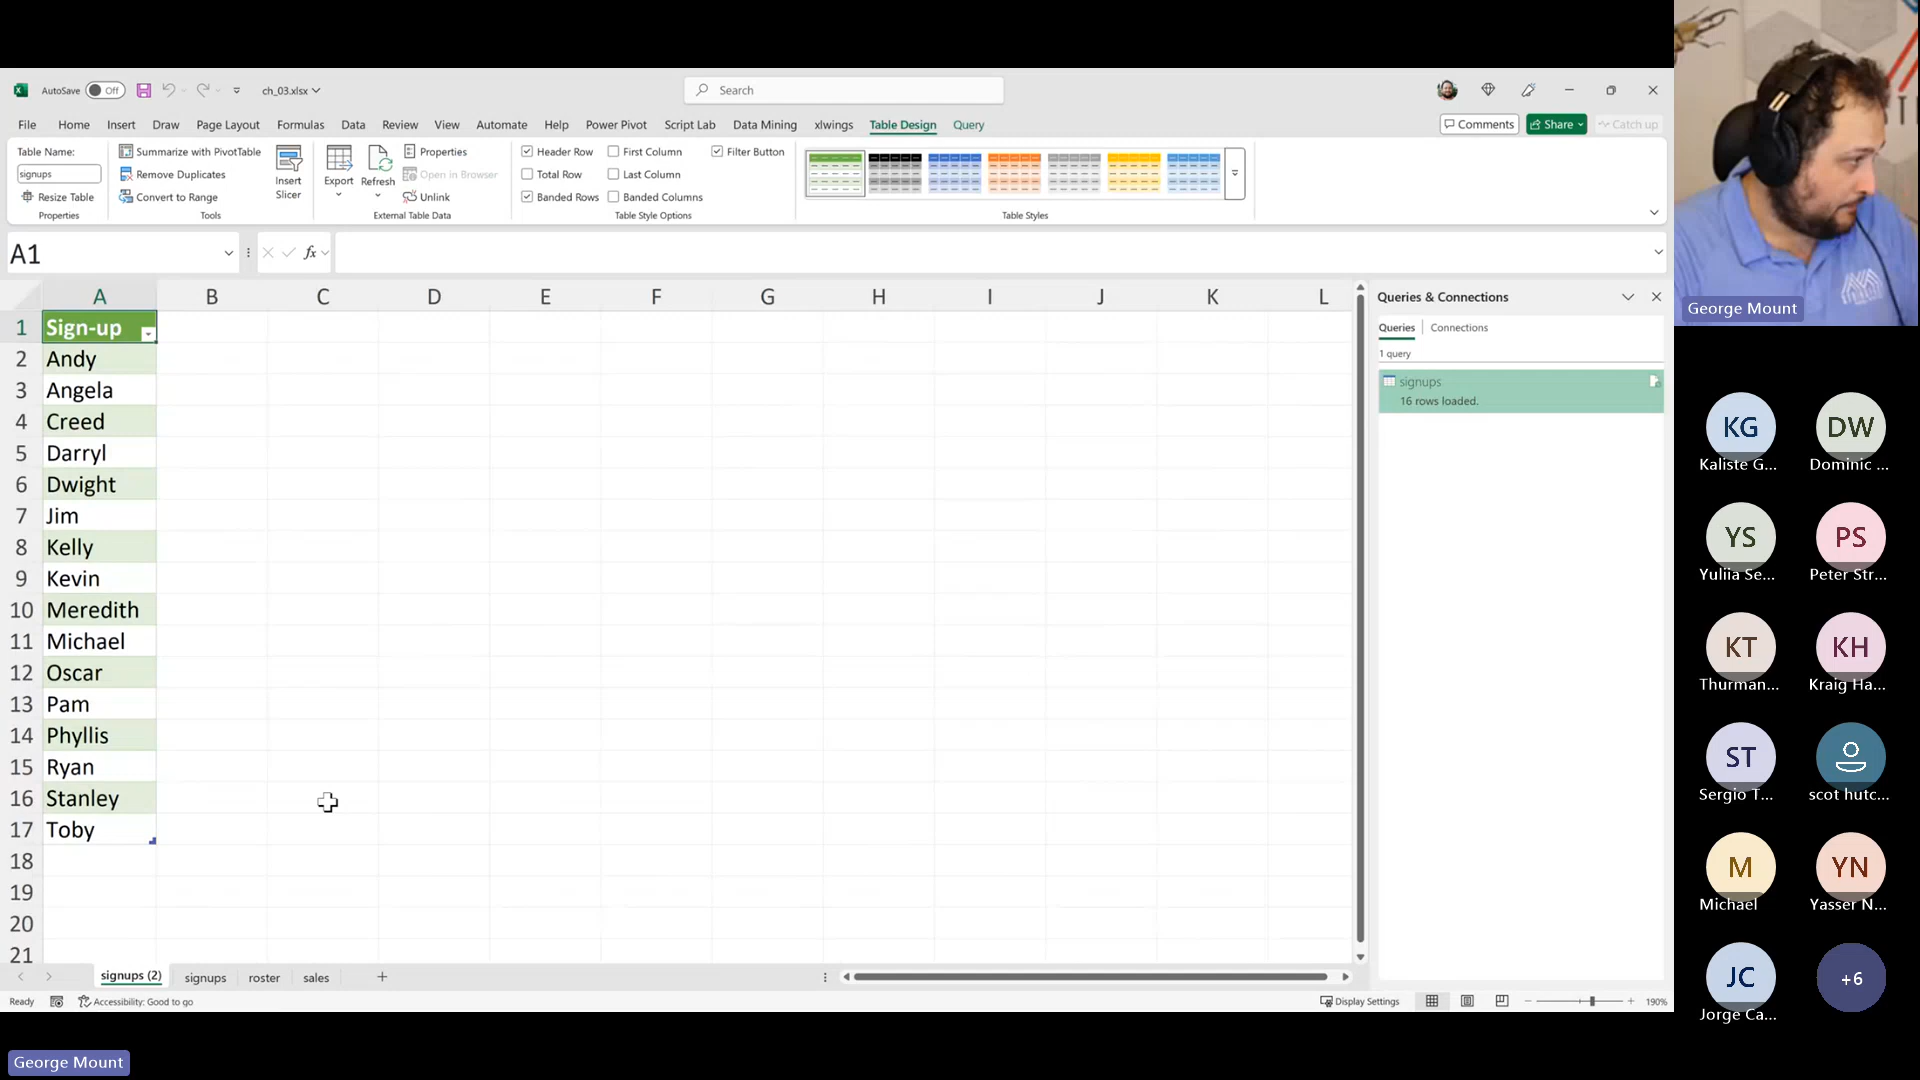 AutoSave Off ch_03.xlsx Search
File Home Insert Draw Page Layout Formulas Data Review View Automate Help Power Pivot Script Lab Data Mining xlwings Table Design Query Comments Share Catch up
Table Name:
signups
Resize Table
Properties
Summarize with PivotTable
Remove Duplicates
Convert to Range
Tools
Insert
Slicer
Export
Refresh
Properties
Open in Browser
Unlink
External Table Data
Header Row First Column Filter Button
Total Row Last Column
Banded Rows Banded Columns
Table Style Options
Table Styles
A1 fx
A B C D E F G H I J K L
1 Sign-up
2 Andy
3 Angela
4 Creed
5 Darryl
6 Dwight
7 Jim
8 Kelly
9 Kevin
10 Meredith
11 Michael
12 Oscar
13 Pam
14 Phyllis
15 Ryan
16 Stanley
17 Toby
18
19
20
21
Queries & Connections
Queries Connections
1 query
signups
16 rows loaded.
signups (2) signups roster sales
Ready Accessibility: Good to go Display Settings 190%
George Mount
George Mount
KG DW
Kaliste G... Dominic ...
YS PS
Yuliia Se... Peter Str...
KT KH
Thurman... Kraig Ha...
ST
Sergio T... scot hutc...
M YN
Michael Yasser N...
JC +6
Jorge Ca...